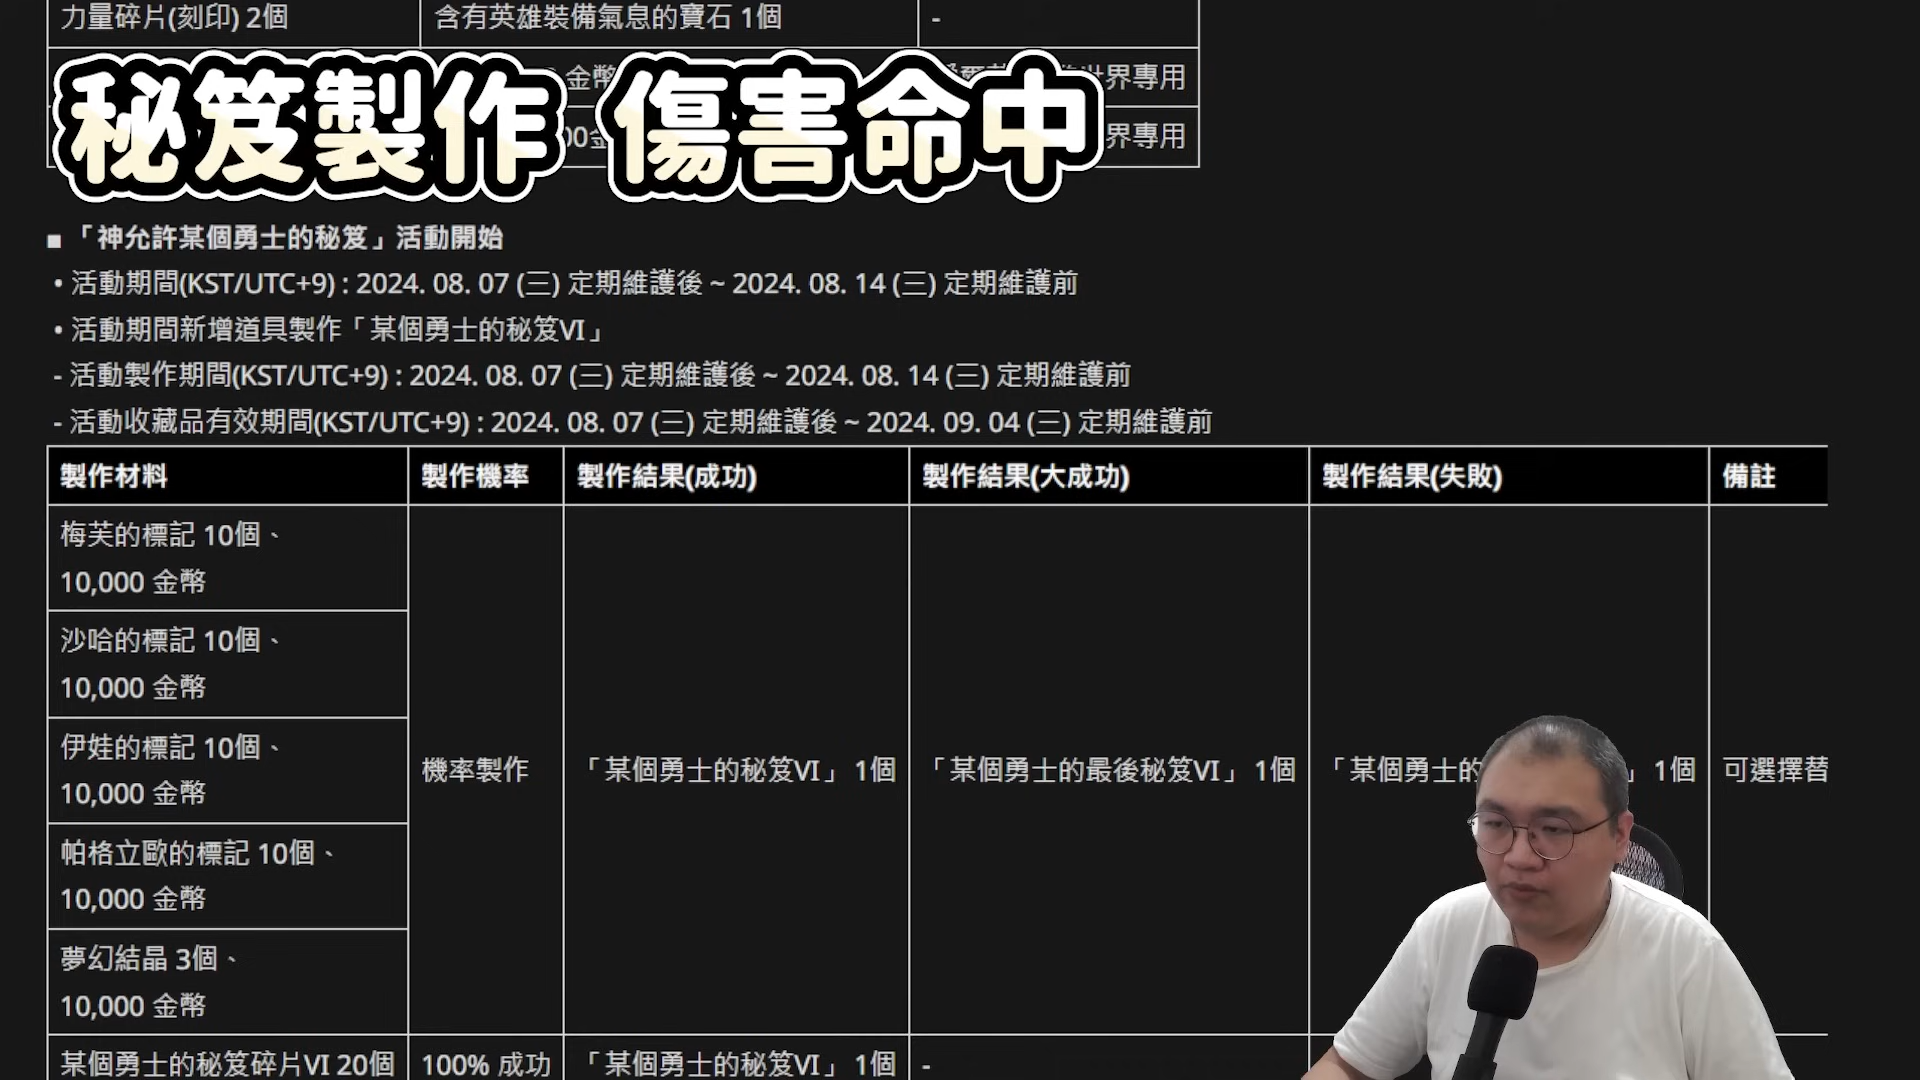 力量碎片(刻印) 2個 含有英雄裝備氣息的寶石 1個 -
金幣 世界專用
00金 界專用
秘笈製作 傷害命中
■ 「神允許某個勇士的秘笈」活動開始
• 活動期間(KST/UTC+9) : 2024. 08. 07 (三) 定期維護後 ~ 2024. 08. 14 (三) 定期維護前
• 活動期間新增道具製作「某個勇士的秘笈VI」
- 活動製作期間(KST/UTC+9) : 2024. 08. 07 (三) 定期維護後 ~ 2024. 08. 14 (三) 定期維護前
- 活動收藏品有效期間(KST/UTC+9) : 2024. 08. 07 (三) 定期維護後 ~ 2024. 09. 04 (三) 定期維護前
製作材料 製作機率 製作結果(成功) 製作結果(大成功) 製作結果(失敗) 備註
梅芙的標記 10個、
10,000 金幣
沙哈的標記 10個、
10,000 金幣
伊娃的標記 10個、
10,000 金幣
機率製作 「某個勇士的秘笈VI」 1個 「某個勇士的最後秘笈VI」 1個 「某個勇士的 」 1個 可選擇替
帕格立歐的標記 10個、
10,000 金幣
夢幻結晶 3個、
10,000 金幣
某個勇士的秘笈碎片VI 20個 100% 成功 「某個勇士的秘笈VI」 1個 -